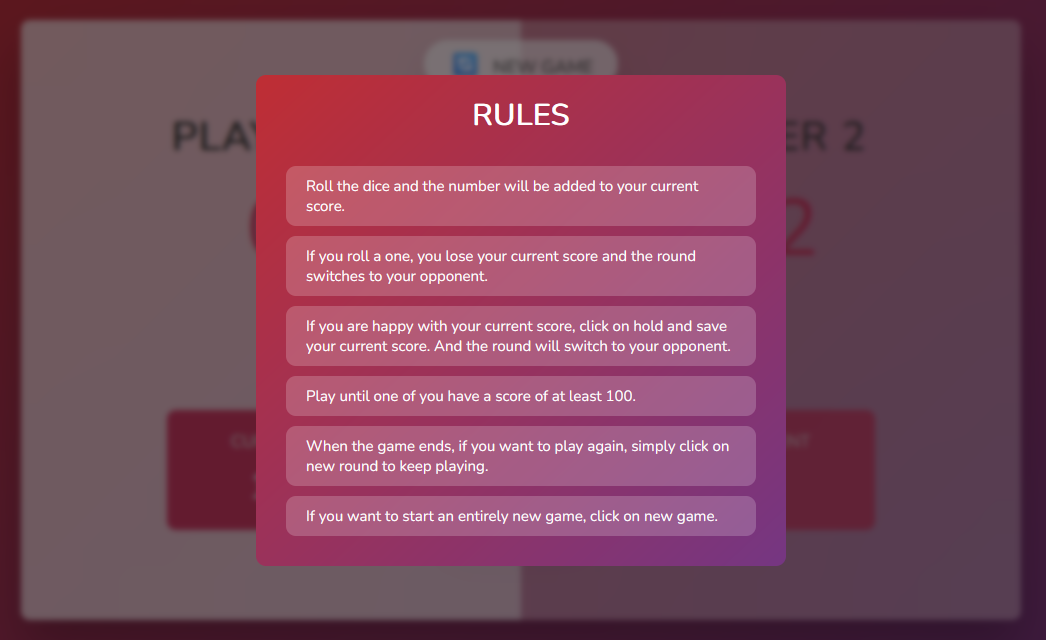 NEW GAME
RULES
Roll the dice and the number will be added to your current
score.
If you roll a one, you lose your current score and the round
switches to your opponent.
If you are happy with your current score, click on hold and save
your current score. And the round will switch to your opponent.
Play until one of you have a score of at least 100.
When the game ends, if you want to play again, simply click on
new round to keep playing.
If you want to start an entirely new game, click on new game.